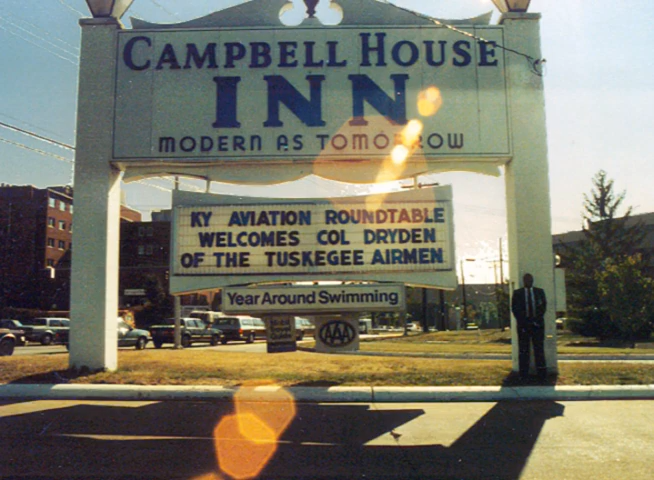 CAMPBELL HOUSE
INN
MODERN AS TOMORROW
KY AVIATION ROUNDTABLE
WELCOMES COL DRYDEN
OF THE TUSKEGEE AIRMEN
Year Around Swimming
AAA